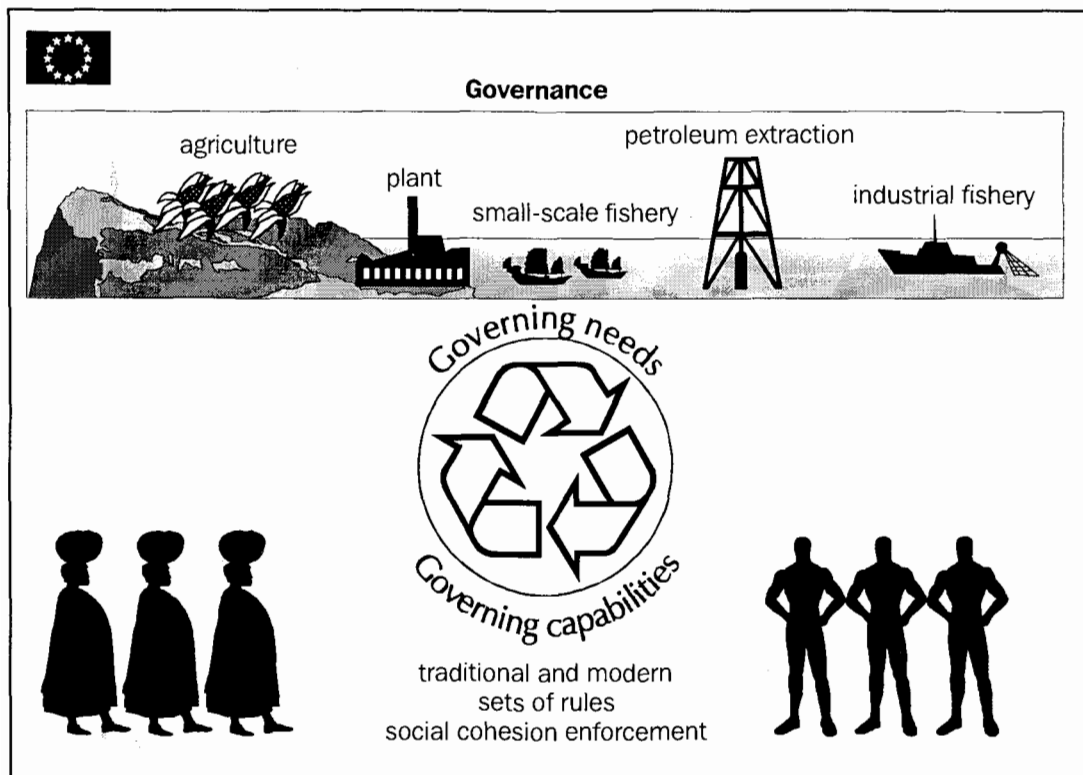 Governance
agriculture
plant
small-scale fishery
petroleum extraction
industrial fishery
Governing needs
Governing capabilities
traditional and modern
sets of rules
social cohesion enforcement